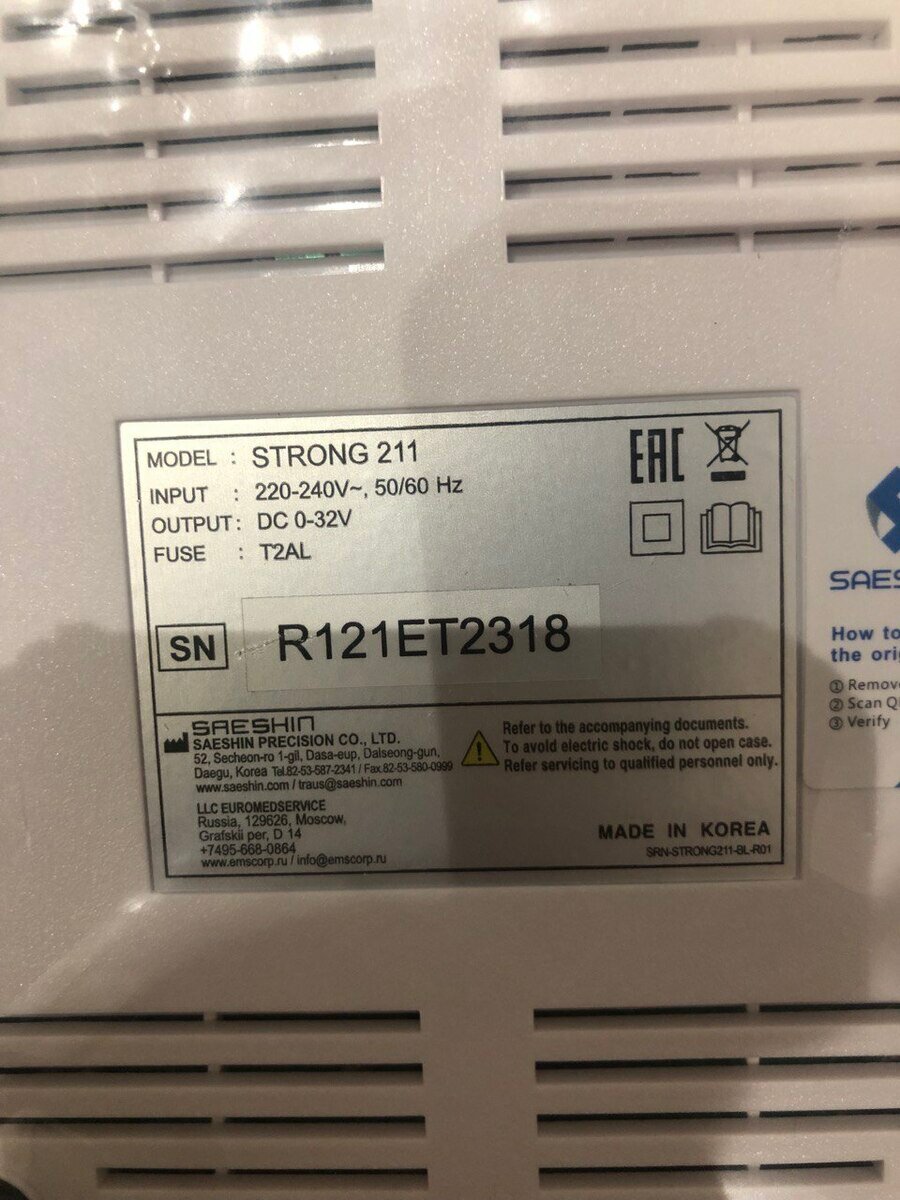 MODEL : STRONG 211
INPUT : 220-240V~, 50/60 Hz
OUTPUT: DC 0-32V
FUSE : T2AL
EAC
SN R121ET2318
SAESHIN
SAESHIN PRECISION CO., LTD.
52, Secheon-ro 1-gil, Dasa-eup, Dalseong-gun,
Daegu, Korea Tel.82-53-587-2341 / Fax.82-53-580-0999
www.saeshin.com / traus@saeshin.com
LLC EUROMEDSERVICE
Russia, 129626, Moscow,
Grafskii per, D 14
+7495-668-0864
www.emscorp.ru / info@emscorp.ru
Refer to the accompanying documents.
To avoid electric shock, do not open case.
Refer servicing to qualified personnel only.
MADE IN KOREA
SRN-STRONG211-BL-R01
SAES
How to
the ori
① Remove
② Scan Q
③ Verify